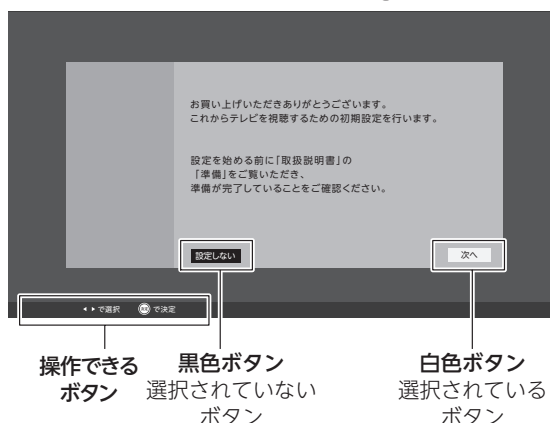 お買い上げいただきありがとうございます。
これからテレビを視聴するための初期設定を行います。
設定を始める前に「取扱説明書」の
「準備」をご覧いただき、
準備が完了していることをご確認ください。
設定しない
次へ
で選択
で決定
操作できる
ボタン
黒色ボタン
選択されていない
ボタン
白色ボタン
選択されている
ボタン